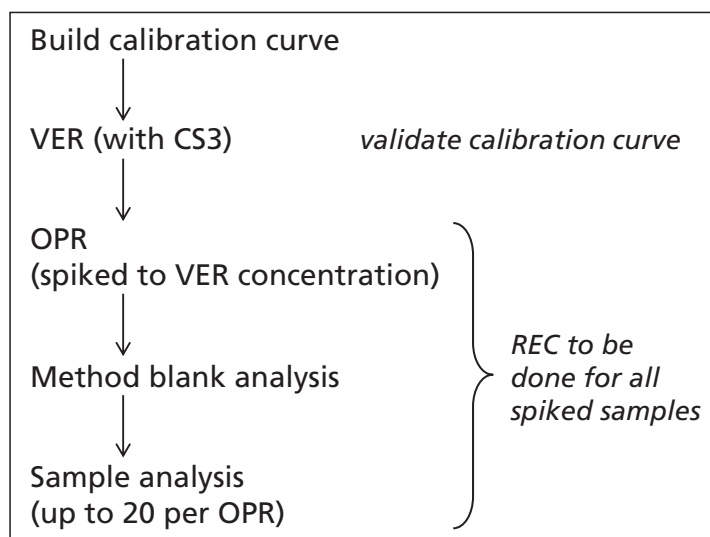 Build calibration curve
VER (with CS3)
validate calibration curve
OPR
(spiked to VER concentration)
Method blank analysis
REC to be
done for all
spiked samples
Sample analysis
(up to 20 per OPR)